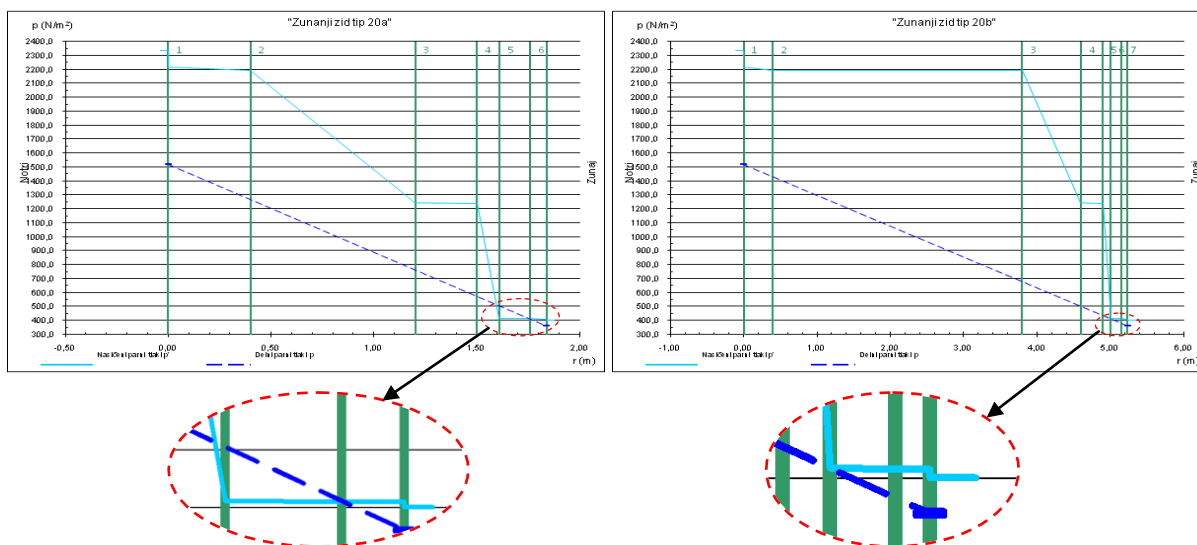 p (N/m²)
"Zunanji zid tip 20a"
2400,0
2300,0
2200,0
2100,0
2000,0
1900,0
1800,0
1700,0
1600,0
1500,0
1400,0
1300,0
1200,0
1100,0
1000,0
900,0
800,0
700,0
600,0
500,0
400,0
300,0
1 2 3 4 5 6
Notri
Zunaj
-0,50 0,00 0,50 1,00 1,50 2,00
r (m)
Nasičeni parni tlak p'
Delni parni tlak p
p (N/m²)
"Zunanji zid tip 20b"
2400,0
2300,0
2200,0
2100,0
2000,0
1900,0
1800,0
1700,0
1600,0
1500,0
1400,0
1300,0
1200,0
1100,0
1000,0
900,0
800,0
700,0
600,0
500,0
400,0
300,0
1 2 3 4 5 6 7
Notri
Zunaj
-1,00 0,00 1,00 2,00 3,00 4,00 5,00 6,00
r (m)
Nasičeni parni tlak p'
Delni parni tlak p